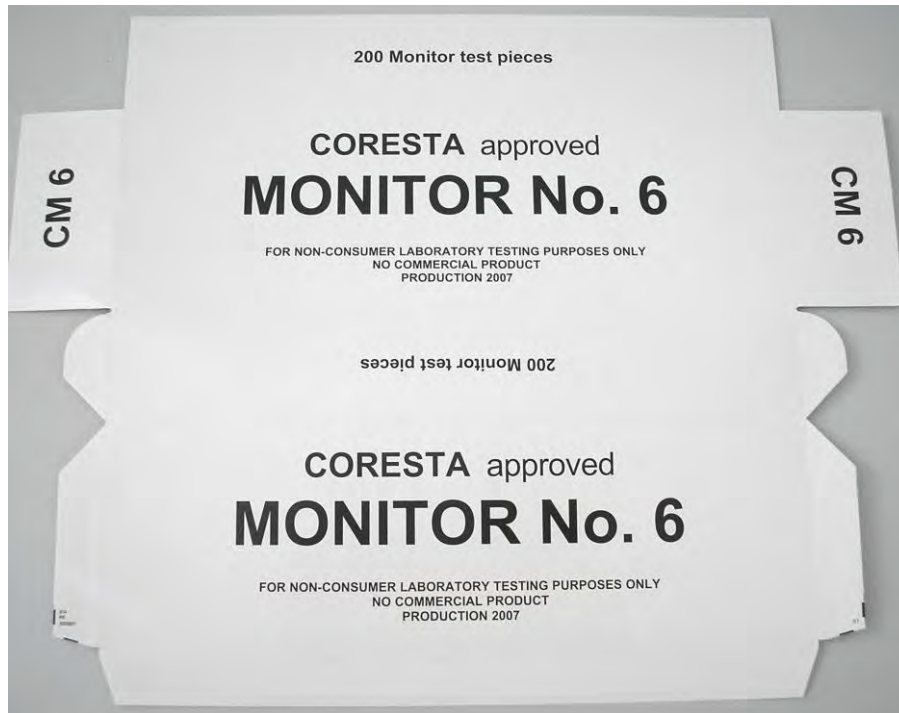 200 Monitor test pieces
CORESTA approved
MONITOR No. 6
FOR NON-CONSUMER LABORATORY TESTING PURPOSES ONLY
NO COMMERCIAL PRODUCT
PRODUCTION 2007
CM 6
CM 6
200 Monitor test pieces
CORESTA approved
MONITOR No. 6
FOR NON-CONSUMER LABORATORY TESTING PURPOSES ONLY
NO COMMERCIAL PRODUCT
PRODUCTION 2007